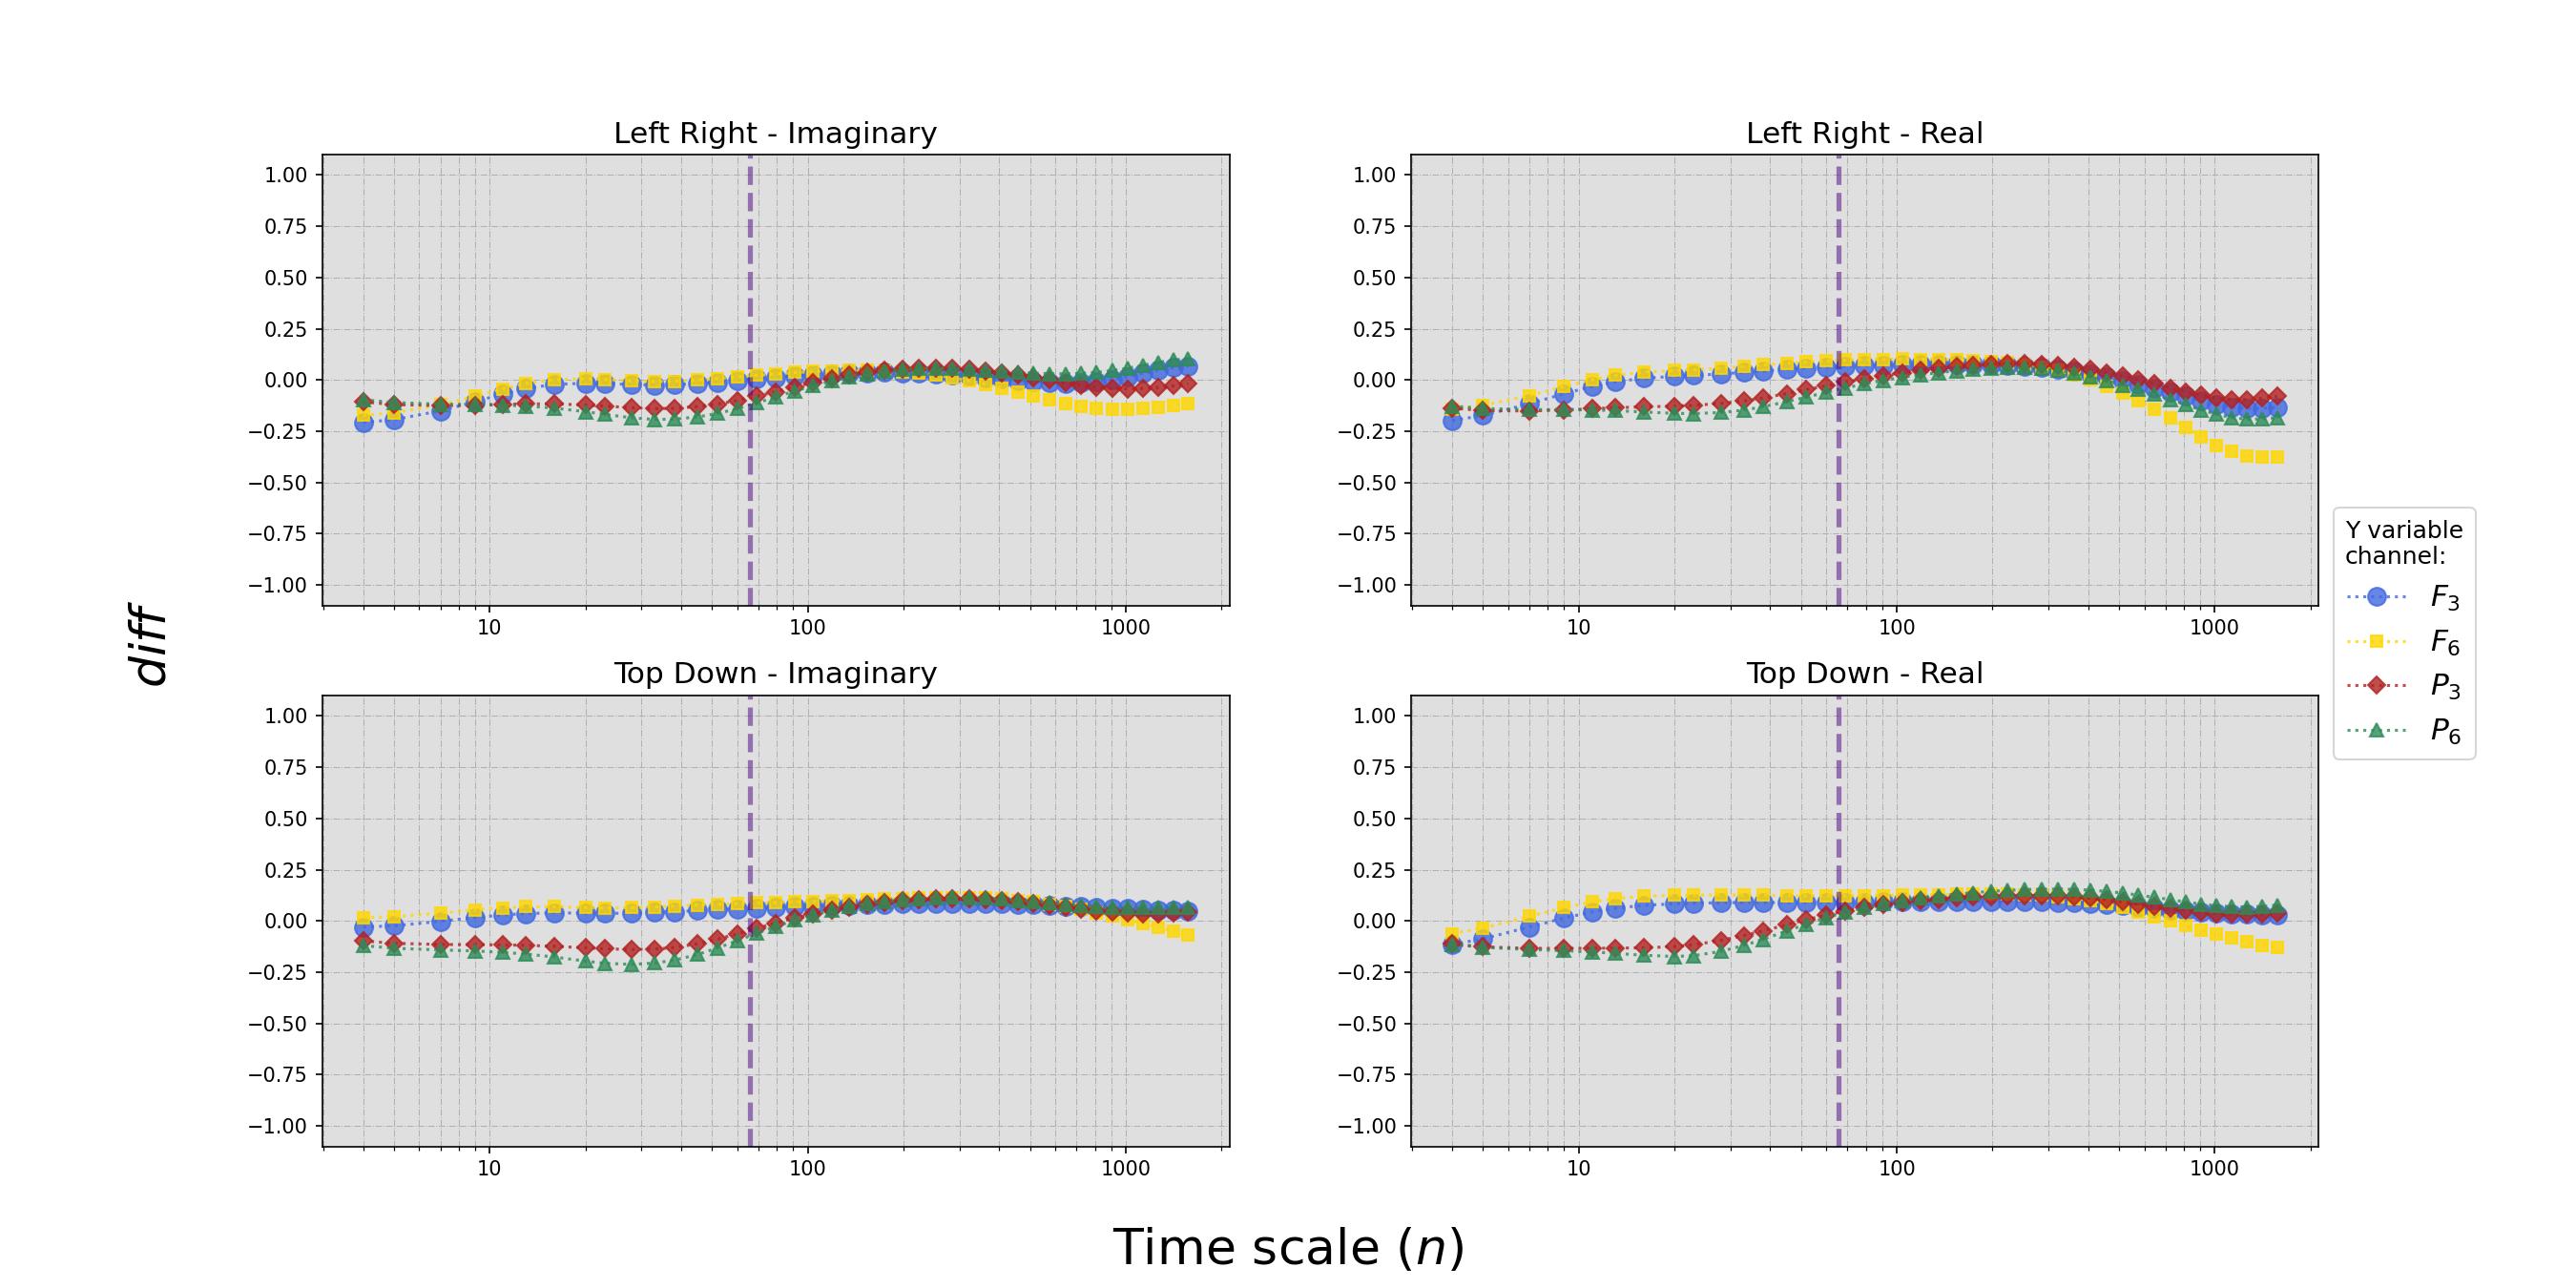 Left Right - Imaginary
1.00
0.75
0.50
0.25
0.00
−0.25
−0.50
−0.75
−1.00
10 100 1000
Left Right - Real
1.00
0.75
0.50
0.25
0.00
−0.25
−0.50
−0.75
−1.00
10 100 1000
diff
Top Down - Imaginary
1.00
0.75
0.50
0.25
0.00
−0.25
−0.50
−0.75
−1.00
10 100 1000
Top Down - Real
1.00
0.75
0.50
0.25
0.00
−0.25
−0.50
−0.75
−1.00
10 100 1000
Y variable
channel:
F3
F6
P3
P6
Time scale (n)